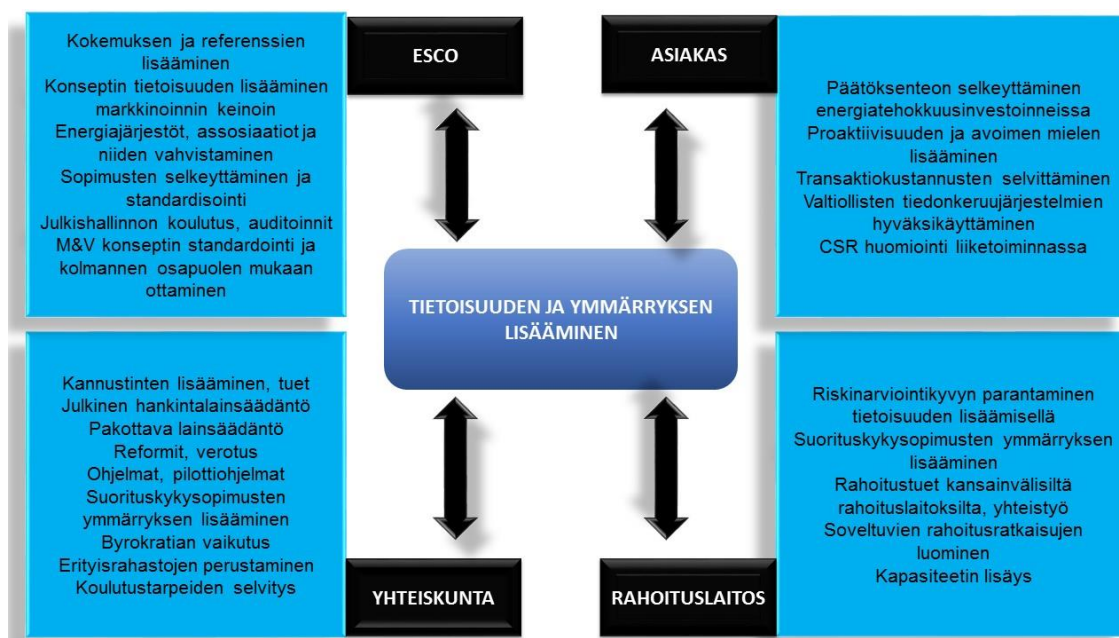 Kokemuksen ja referenssien
lisääminen
Konseptin tietoisuuden lisääminen
markkinoinnin keinoin
Energiajärjestöt, assosiaatiot ja
niiden vahvistaminen
Sopimusten selkeyttäminen ja
standardisointi
Julkishallinnon koulutus, auditoinnit
M&V konseptin standardointi ja
kolmannen osapuolen mukaan
ottaminen
ESCO
ASIAKAS
Päätöksenteon selkeyttäminen
energiatehokkuusinvestoinneissa
Proaktiivisuuden ja avoimen mielen
lisääminen
Transaktiokustannusten selvittäminen
Valtiollisten tiedonkeruujärjestelmien
hyväksikäyttäminen
CSR huomiointi liiketoiminnassa
TIETOISUUDEN JA YMMÄRRYKSEN
LISÄÄMINEN
Kannustinten lisääminen, tuet
Julkinen hankintalainsäädäntö
Pakottava lainsäädäntö
Reformit, verotus
Ohjelmat, pilottiohjelmat
Suorituskykysopimusten
ymmärryksen lisääminen
Byrokratian vaikutus
Erityisrahastojen perustaminen
Koulutustarpeiden selvitys
YHTEISKUNTA
RAHOITUSLAITOS
Riskinarviointikyvyn parantaminen
tietoisuuden lisäämisellä
Suorituskykysopimusten ymmärryksen
lisääminen
Rahoitustuet kansainvälisiltä
rahoituslaitoksilta, yhteistyö
Soveltuvien rahoitusratkaisujen
luominen
Kapasiteetin lisäys